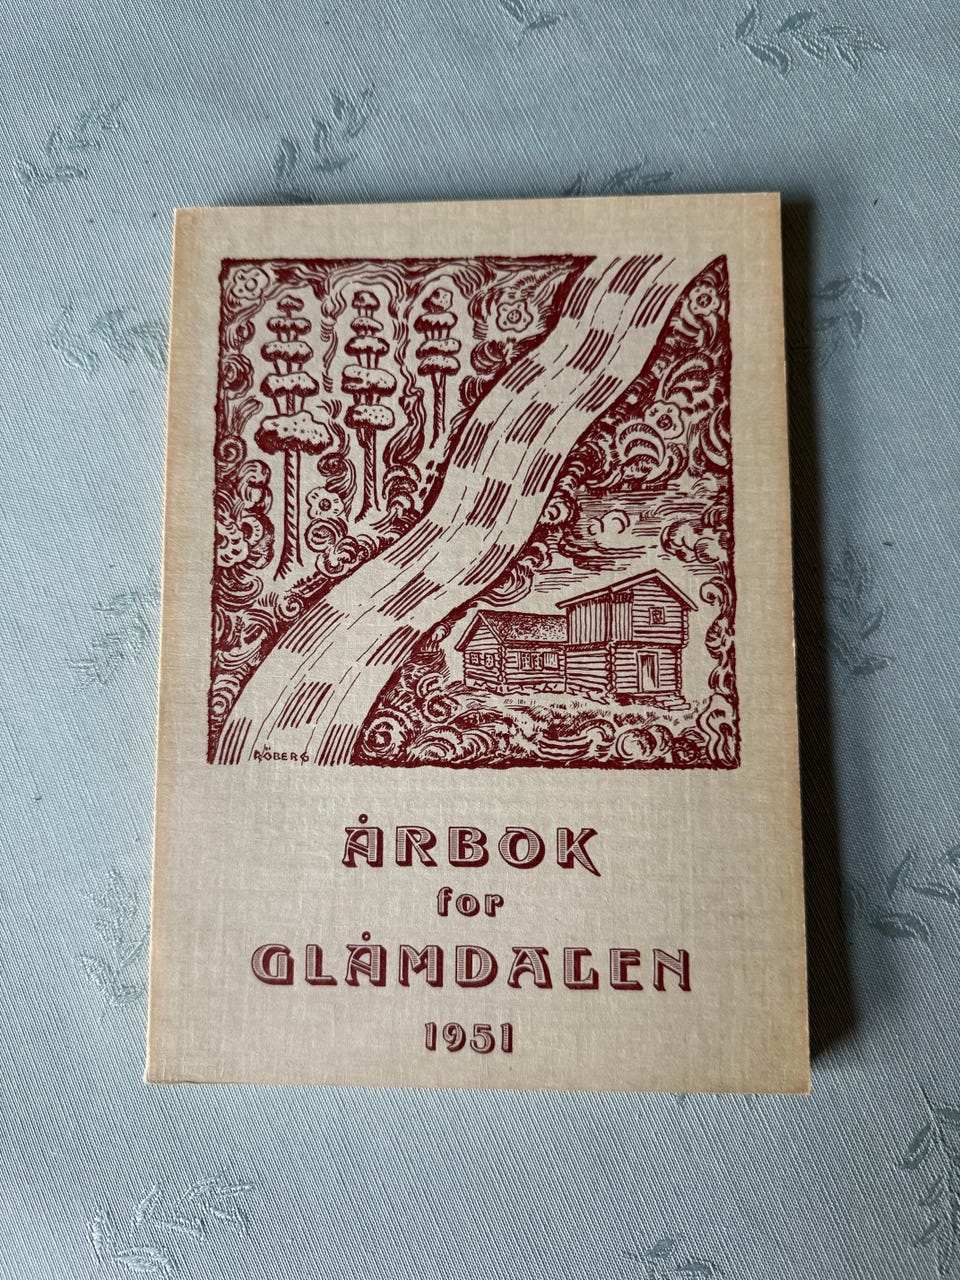 RÖBERG
ÅRBOK
for
GLÅMDALEN
1951